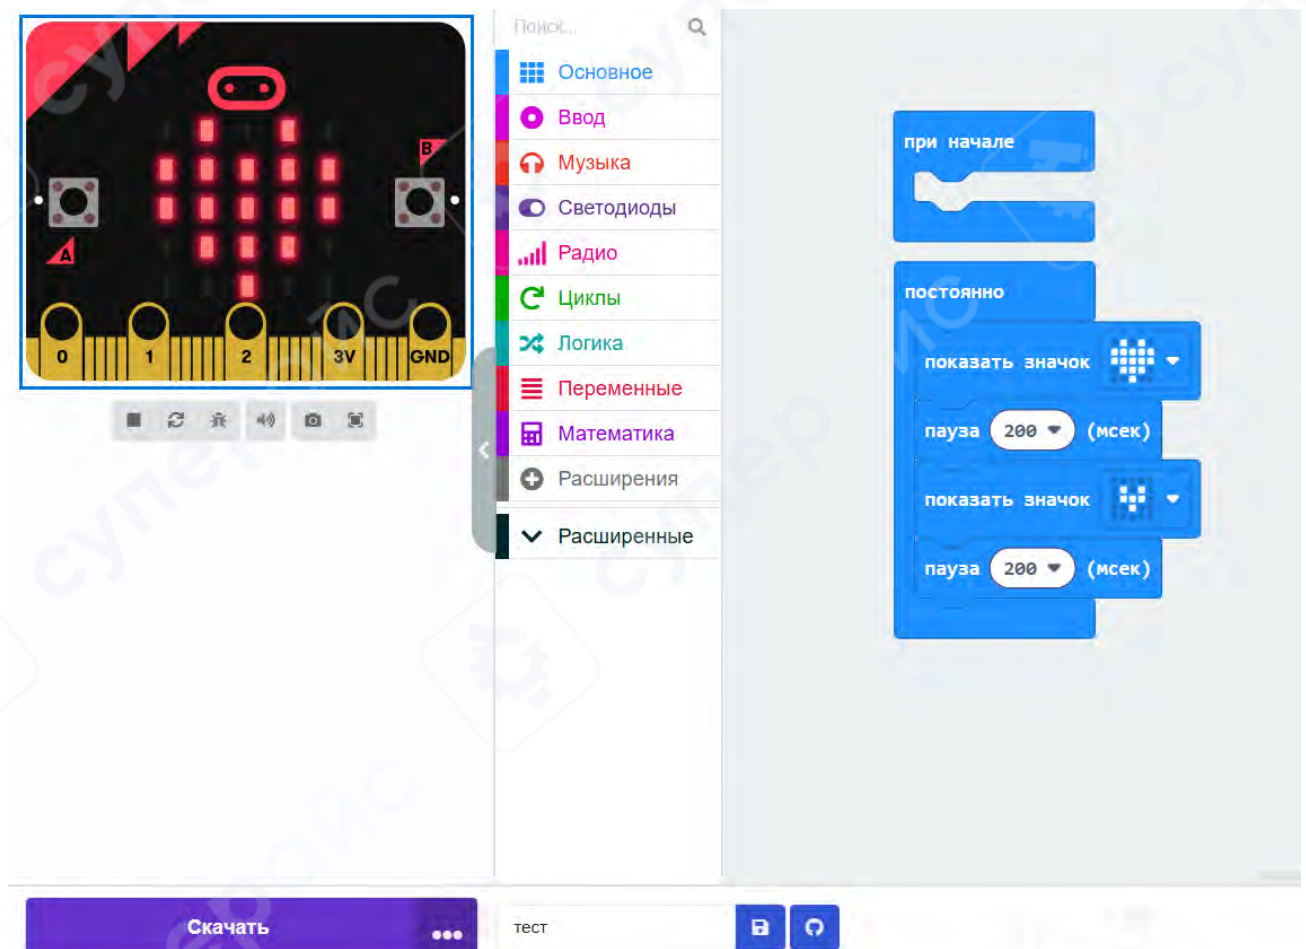 Поиск...
Основное
Ввод
Музыка
Светодиоды
Радио
Циклы
Логика
Переменные
Математика
Расширения
Расширенные
B
A
0 1 2 3V GND
при начале
постоянно
показать значок
пауза 200 (мсек)
показать значок
пауза 200 (мсек)
Скачать
тест